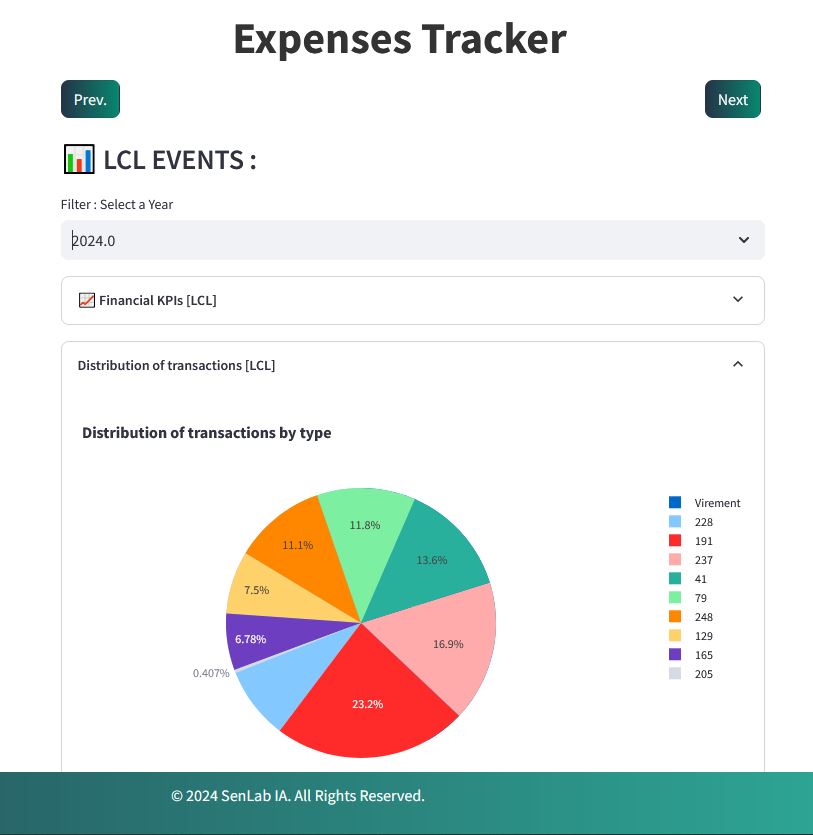 Expenses Tracker
Prev.
Next
LCL EVENTS :
Filter : Select a Year
2024.0
Financial KPIs [LCL]
Distribution of transactions [LCL]
Distribution of transactions by type
11.8%
13.6%
11.1%
7.5%
16.9%
6.78%
0.407%
23.2%
Virement
228
191
237
41
79
248
129
165
205
© 2024 SenLab IA. All Rights Reserved.